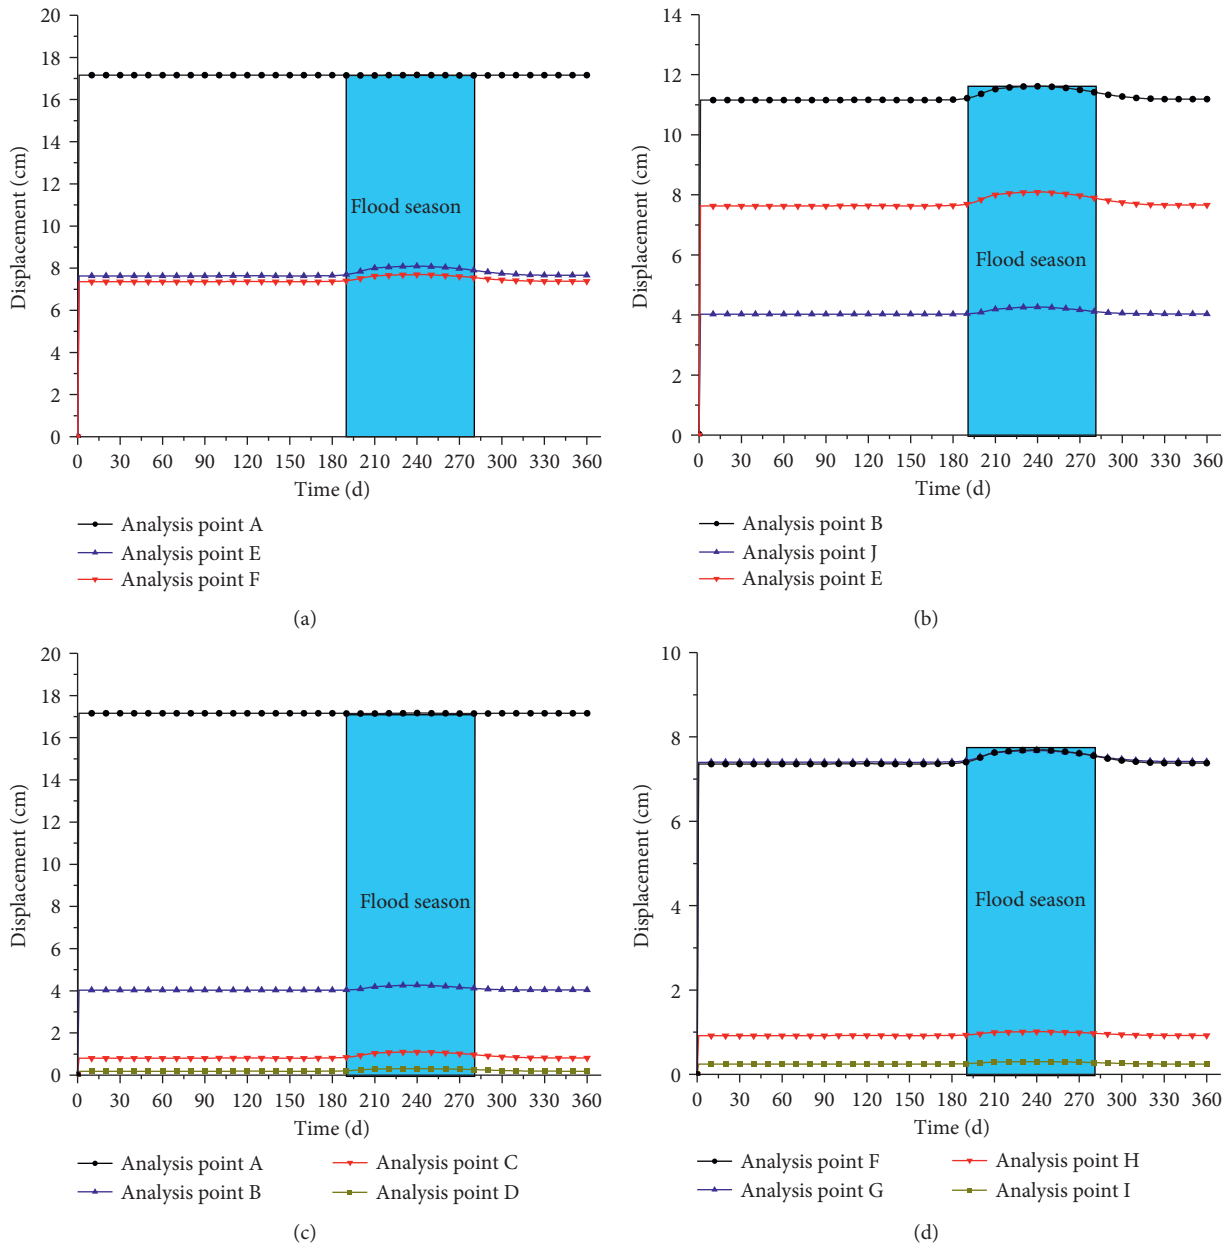 20
18
16
14
12
10
8
6
4
2
0
Displacement (cm)
Flood season
0 30 60 90 120 150 180 210 240 270 300 330 360
Time (d)
Analysis point A
Analysis point E
Analysis point F
(a)
14
12
10
8
6
4
2
0
Displacement (cm)
Flood season
0 30 60 90 120 150 180 210 240 270 300 330 360
Time (d)
Analysis point B
Analysis point J
Analysis point E
(b)
20
18
16
14
12
10
8
6
4
2
0
Displacement (cm)
Flood season
0 30 60 90 120 150 180 210 240 270 300 330 360
Time (d)
Analysis point A
Analysis point B
Analysis point C
Analysis point D
(c)
10
8
6
4
2
0
Displacement (cm)
Flood season
0 30 60 90 120 150 180 210 240 270 300 330 360
Time (d)
Analysis point F
Analysis point G
Analysis point H
Analysis point I
(d)